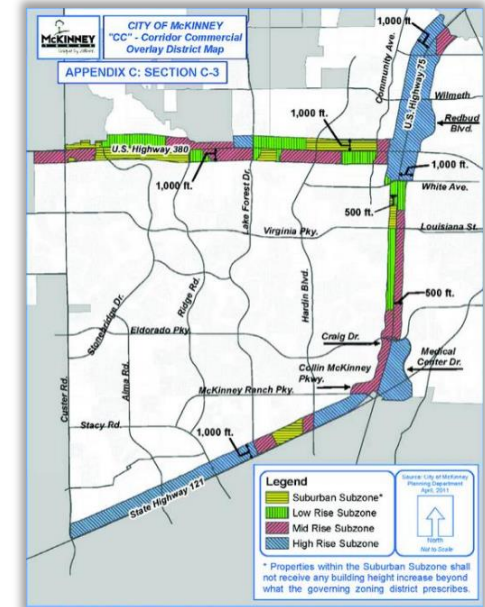 McKINNEY
CITY OF McKINNEY
"CC" - Corridor Commercial
Overlay District Map
APPENDIX C: SECTION C-3
1,000 ft.
Community Ave.
U.S. Highway 75
Wilmeth
Redbud
Blvd.
1,000 ft.
U.S. Highway 380
1,000 ft.
1,000 ft.
White Ave.
Lake Forest Dr.
500 ft.
Virginia Pky.
Louisiana St.
Stonebridge Dr.
Ridge Rd.
Hardin Blvd.
500 ft.
Eldorado Pky.
Craig Dr.
Medical
Center Dr.
Collin McKinney
Pkwy.
Custer Rd.
Alma Rd.
McKinney Ranch Pky.
Stacy Rd.
1,000 ft.
State Highway 121
Legend
Suburban Subzone*
Low Rise Subzone
Mid Rise Subzone
High Rise Subzone
Source: City of McKinney
Planning Department
April, 2011
North
Not to Scale
* Properties within the Suburban Subzone shall
not receive any building height increase beyond
what the governing zoning district prescribes.